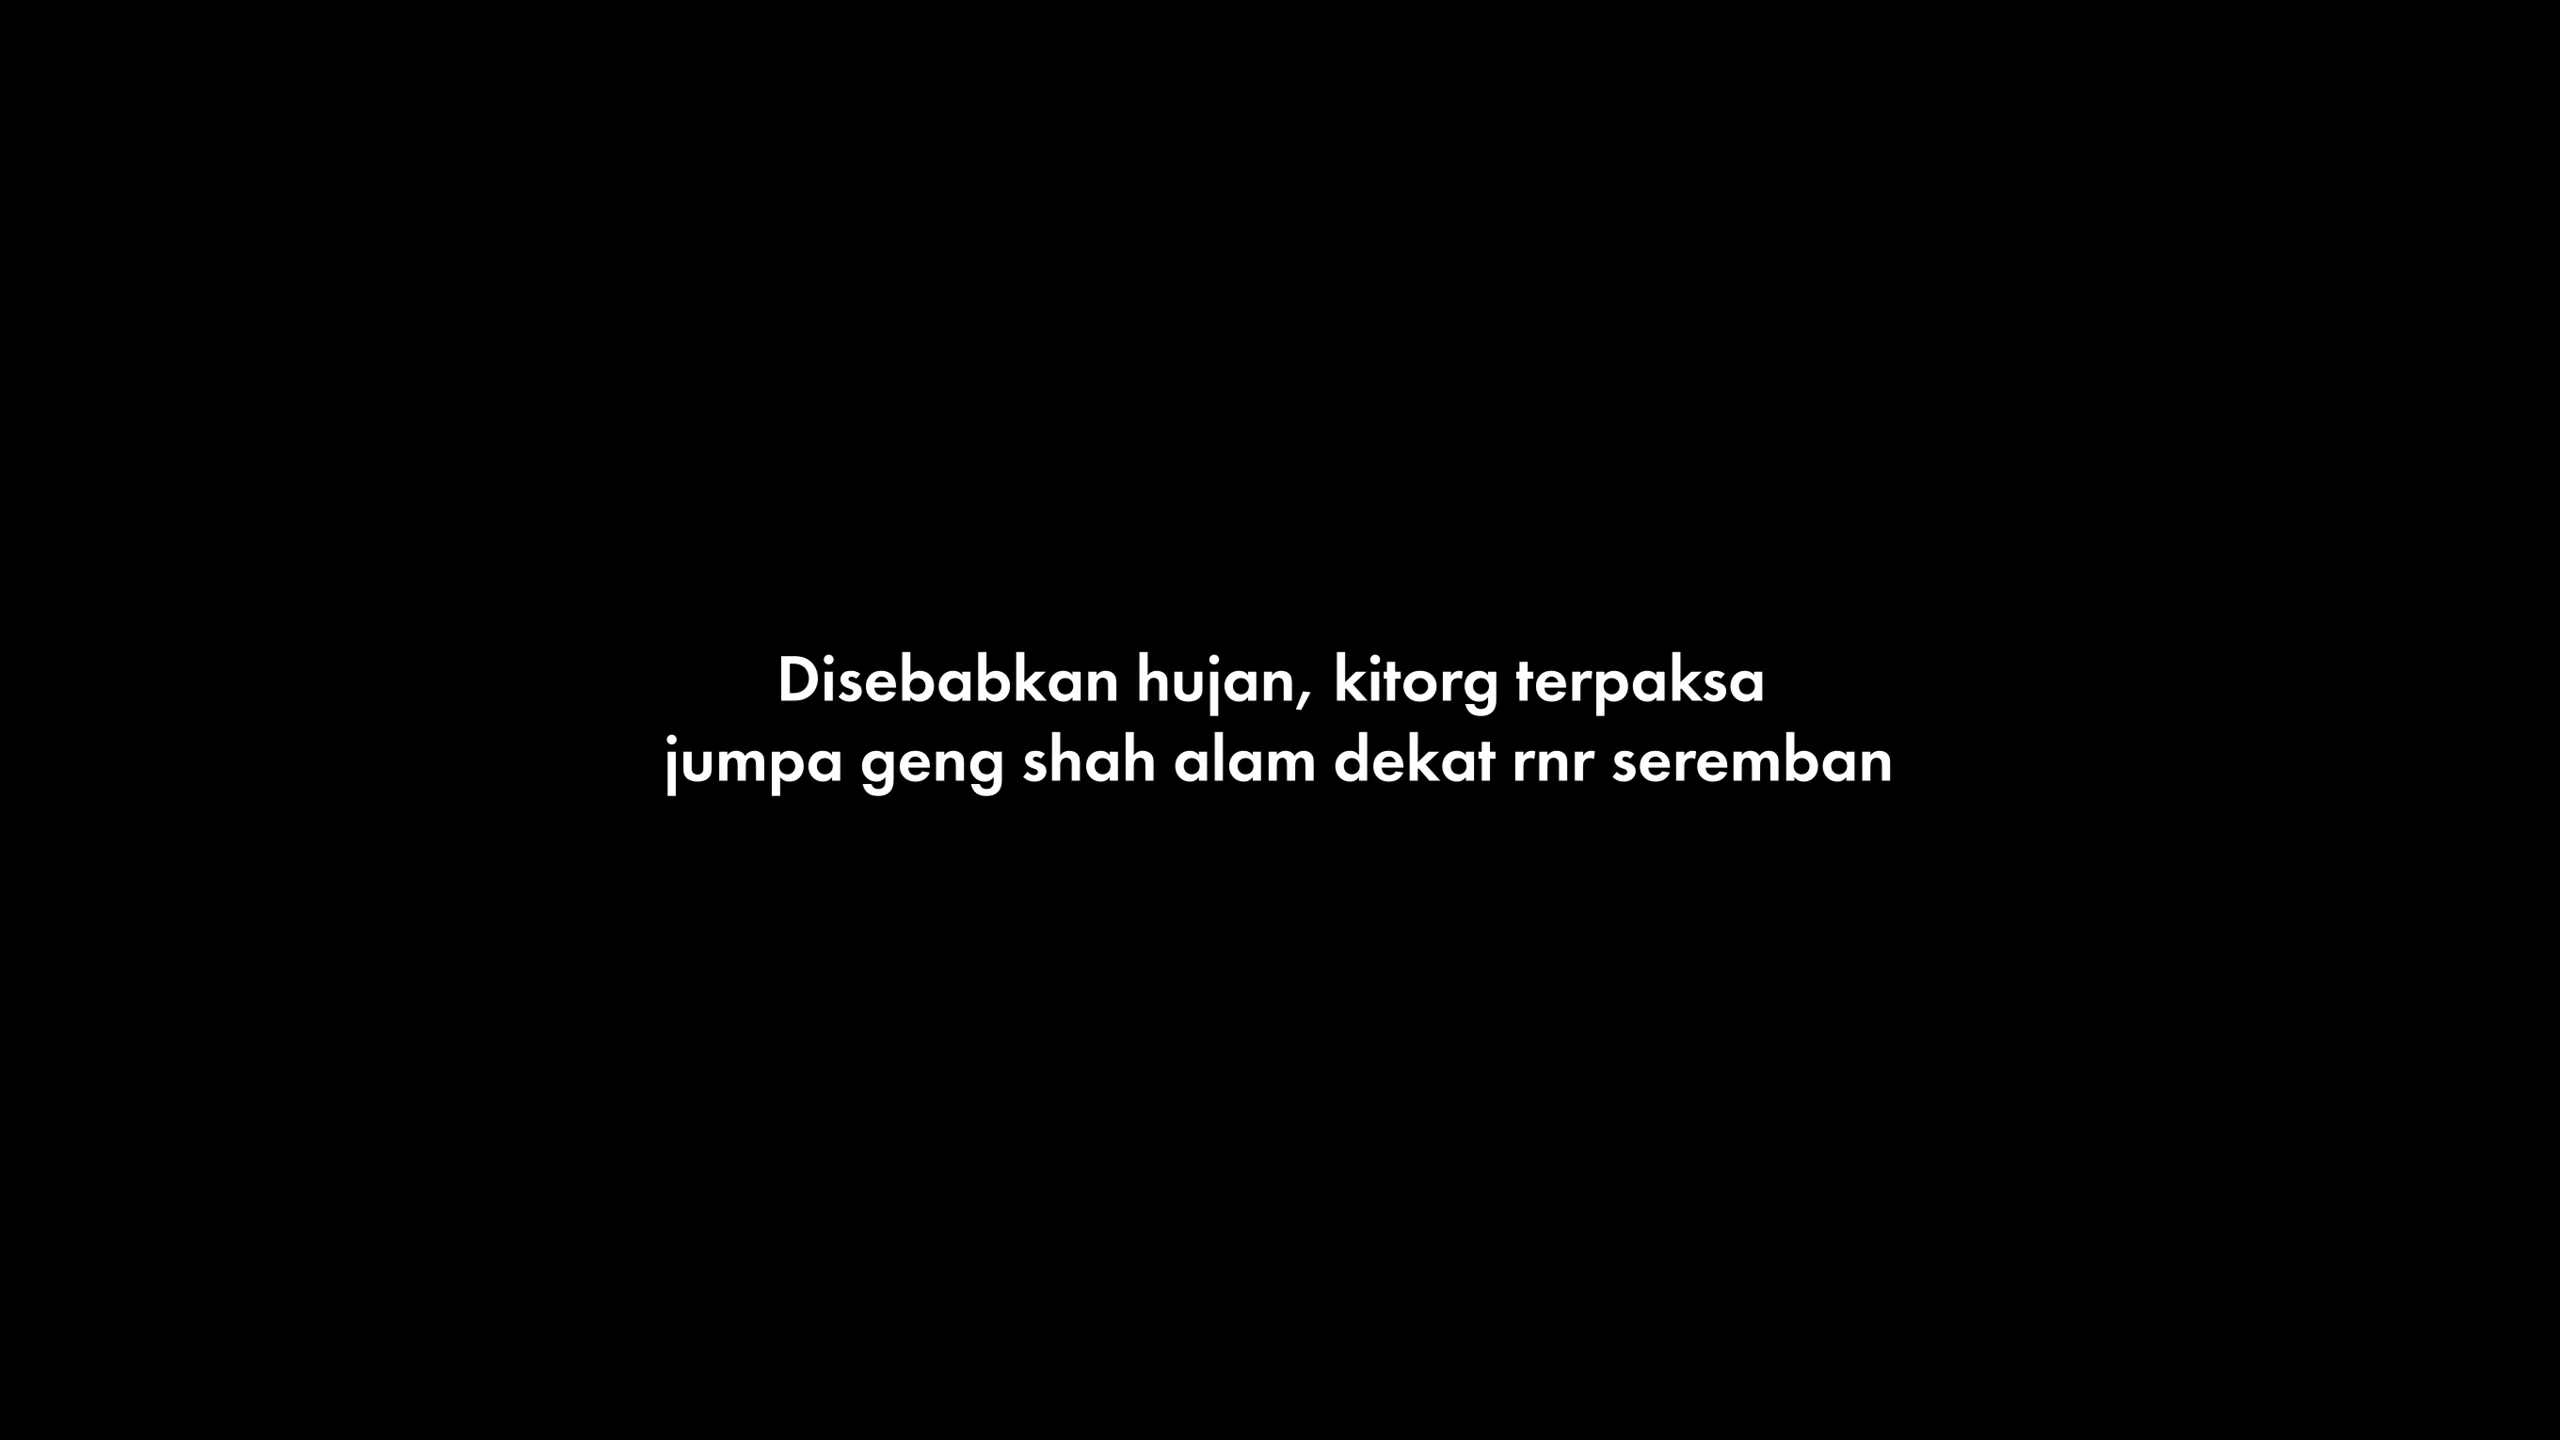 Disebabkan hujan, kitorg terpaksa
jumpa geng shah alam dekat rnr seremban